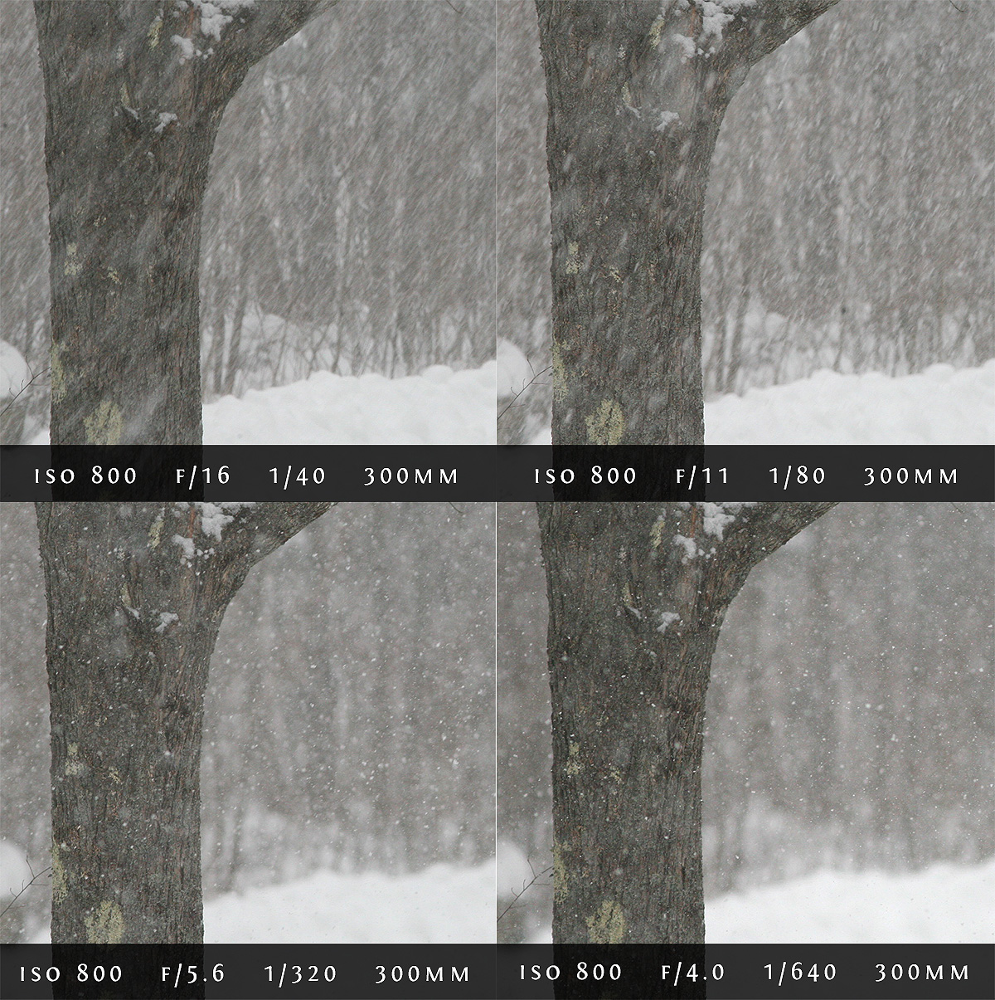 ISO 800 F/16 1/40 300MM
ISO 800 F/11 1/80 300MM
ISO 800 F/5.6 1/320 300MM
ISO 800 F/4.0 1/640 300MM